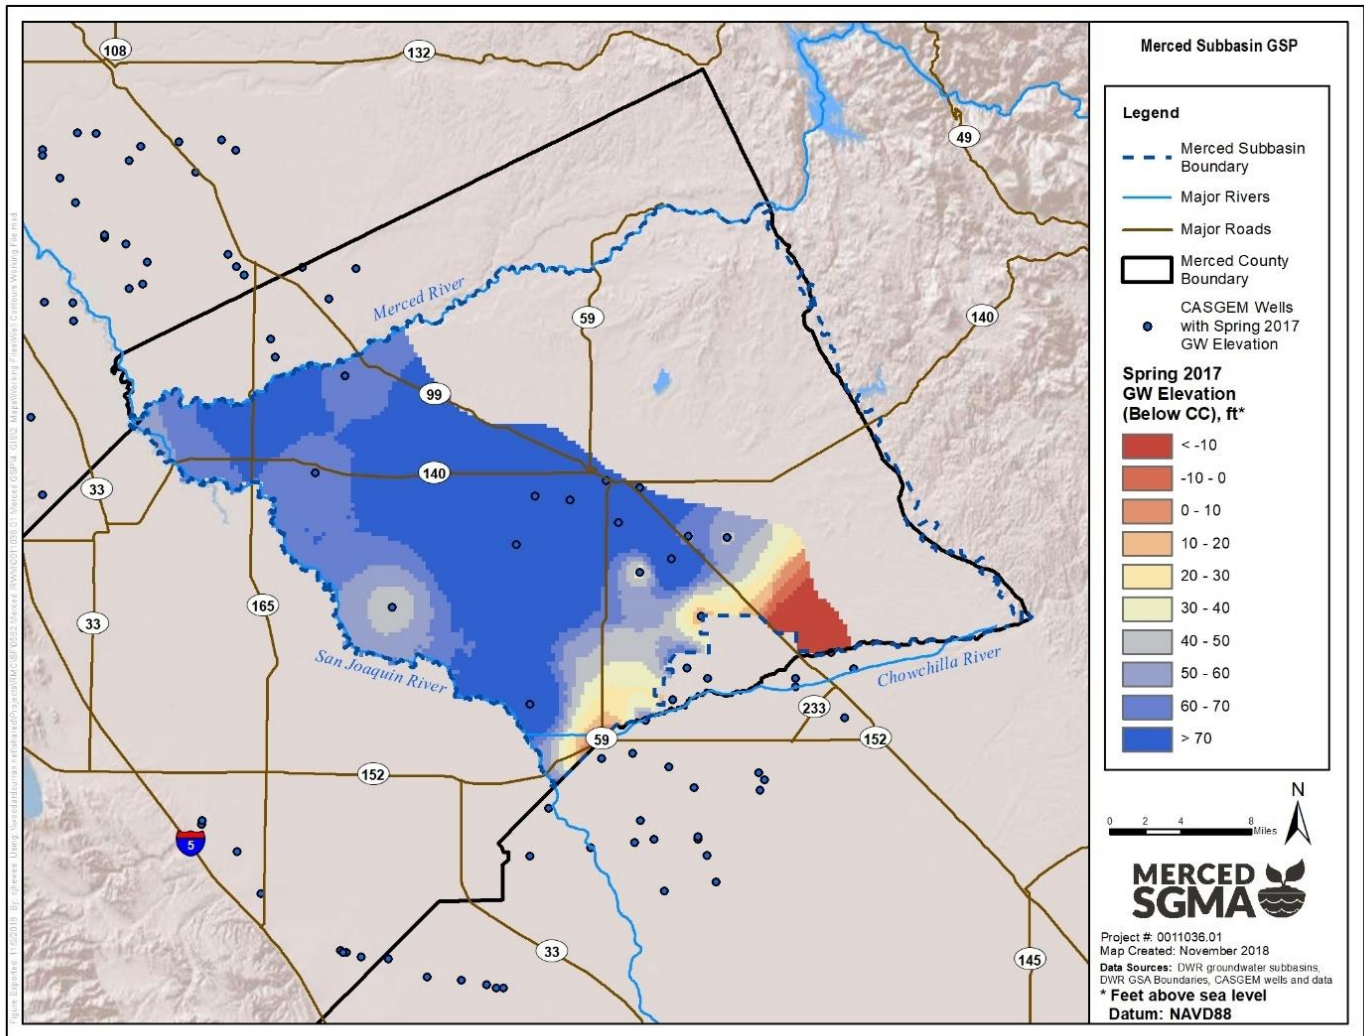 108
132
49
Merced River
59
140
99
140
33
165
33
San Joaquin River
Chowchilla River
233
59
152
152
5
33
145
Merced Subbasin GSP
Legend
Merced Subbasin
Boundary
Major Rivers
Major Roads
Merced County
Boundary
CASGEM Wells
with Spring 2017
GW Elevation
Spring 2017
GW Elevation
(Below CC), ft*
< -10
-10 - 0
0 - 10
10 - 20
20 - 30
30 - 40
40 - 50
50 - 60
60 - 70
> 70
N
0 2 4 8 Miles
MERCED
SGMA
Project #: 0011036.01
Map Created: November 2018
Data Sources: DWR groundwater subbasins,
DWR GSA Boundaries, CASGEM wells and data
* Feet above sea level
Datum: NAVD88